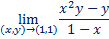 lim (x,y)→(1,1) x²y − y / 1 − x